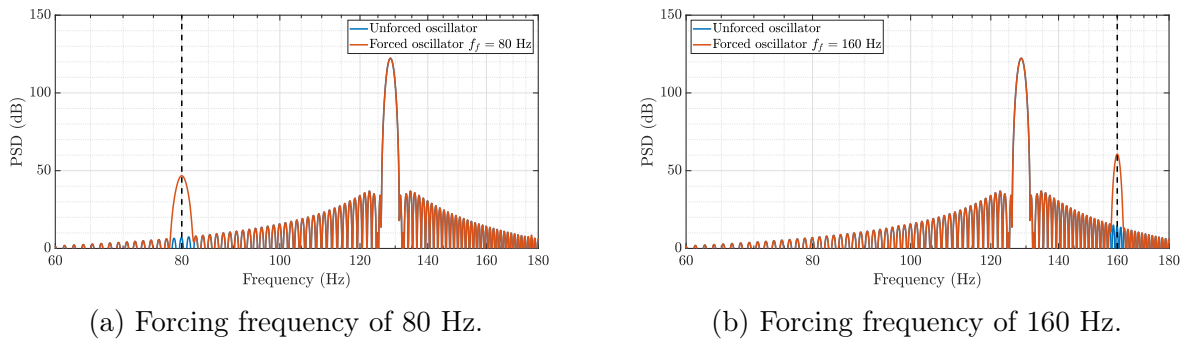 150
100
50
0
PSD (dB)
60
80
100
120
140
160
180
Frequency (Hz)
Unforced oscillator
Forced oscillator f_f = 80 Hz
(a) Forcing frequency of 80 Hz.
150
100
50
0
PSD (dB)
60
80
100
120
140
160
180
Frequency (Hz)
Unforced oscillator
Forced oscillator f_f = 160 Hz
(b) Forcing frequency of 160 Hz.